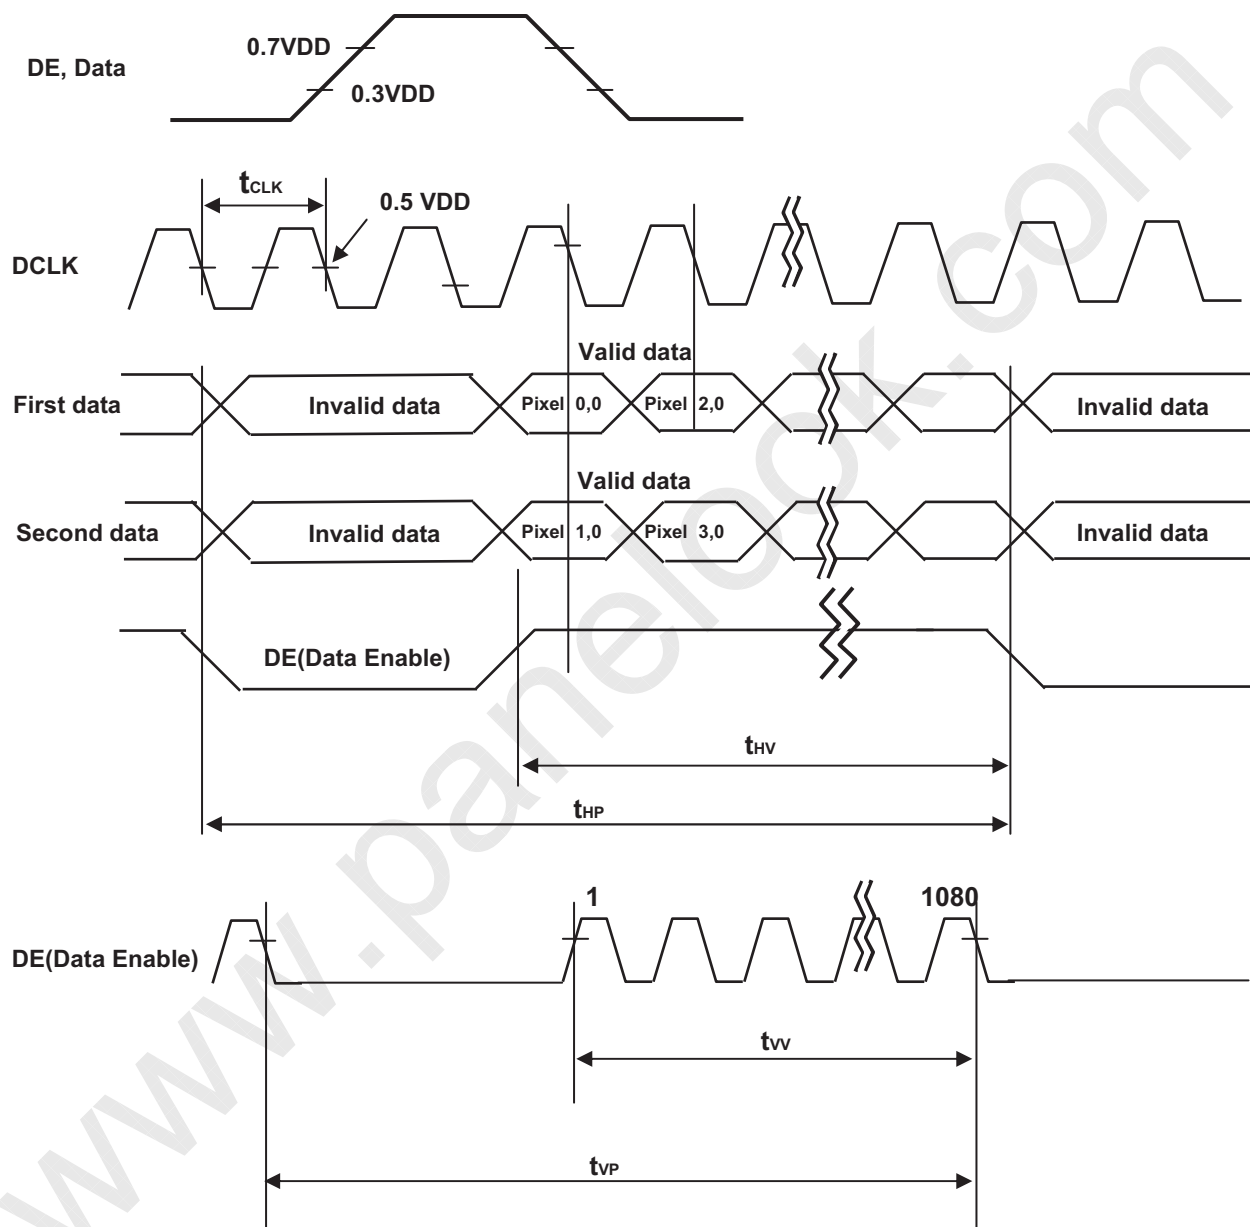 0.7VDD
DE, Data
0.3VDD
tCLK
0.5 VDD
DCLK
Valid data
First data
Invalid data
Pixel 0,0
Pixel 2,0
Invalid data
Valid data
Second data
Invalid data
Pixel 1,0
Pixel 3,0
Invalid data
DE(Data Enable)
tHV
tHP
1
1080
DE(Data Enable)
tVV
tVP
www.panelook.com